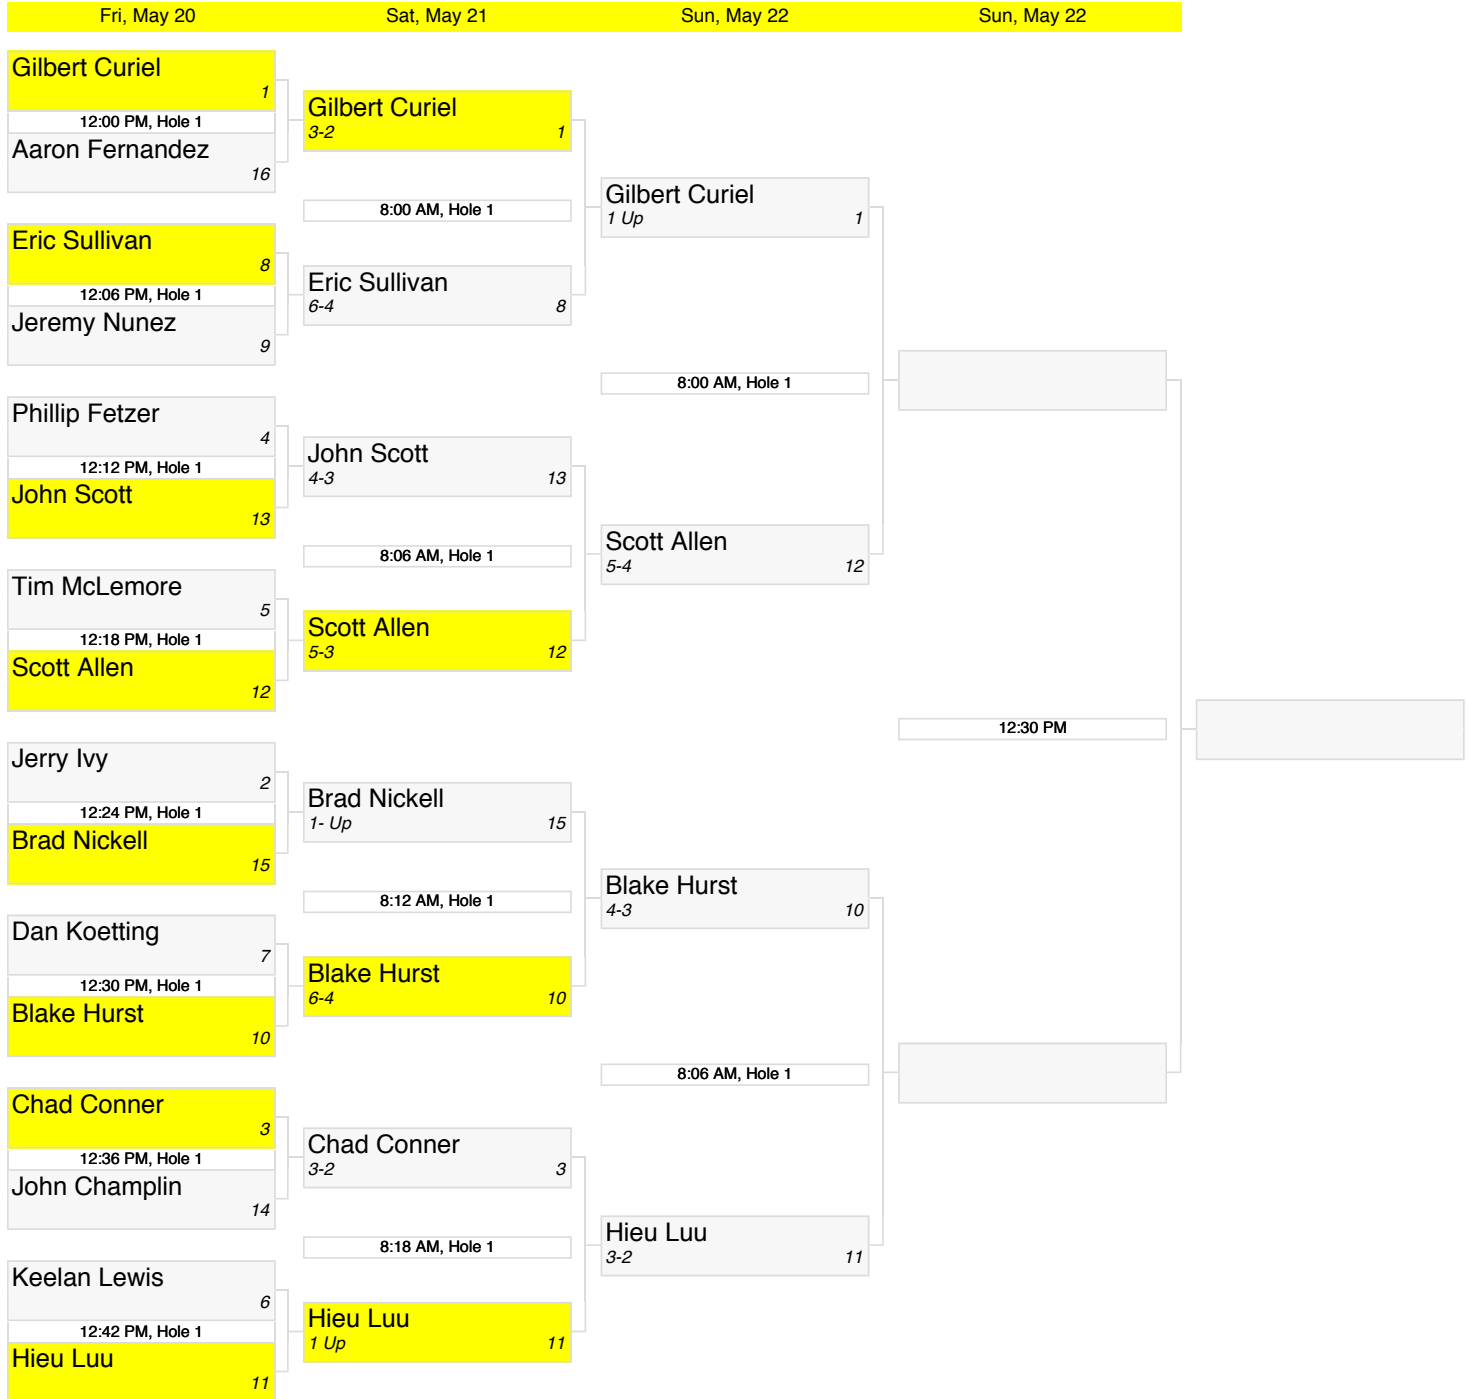 Fri, May 20
Sat, May 21
Sun, May 22
Sun, May 22
Gilbert Curiel
1
12:00 PM, Hole 1
Aaron Fernandez
16
Eric Sullivan
8
12:06 PM, Hole 1
Jeremy Nunez
9
Phillip Fetzer
4
12:12 PM, Hole 1
John Scott
13
Tim McLemore
5
12:18 PM, Hole 1
Scott Allen
12
Jerry Ivy
2
12:24 PM, Hole 1
Brad Nickell
15
Dan Koetting
7
12:30 PM, Hole 1
Blake Hurst
10
Chad Conner
3
12:36 PM, Hole 1
John Champlin
14
Keelan Lewis
6
12:42 PM, Hole 1
Hieu Luu
11
Gilbert Curiel
3-2 1
8:00 AM, Hole 1
Eric Sullivan
6-4 8
John Scott
4-3 13
8:06 AM, Hole 1
Scott Allen
5-3 12
Brad Nickell
1- Up 15
8:12 AM, Hole 1
Blake Hurst
6-4 10
Chad Conner
3-2 3
8:18 AM, Hole 1
Hieu Luu
1 Up 11
Gilbert Curiel
1 Up 1
8:00 AM, Hole 1
Scott Allen
5-4 12
Blake Hurst
4-3 10
8:06 AM, Hole 1
Hieu Luu
3-2 11
12:30 PM